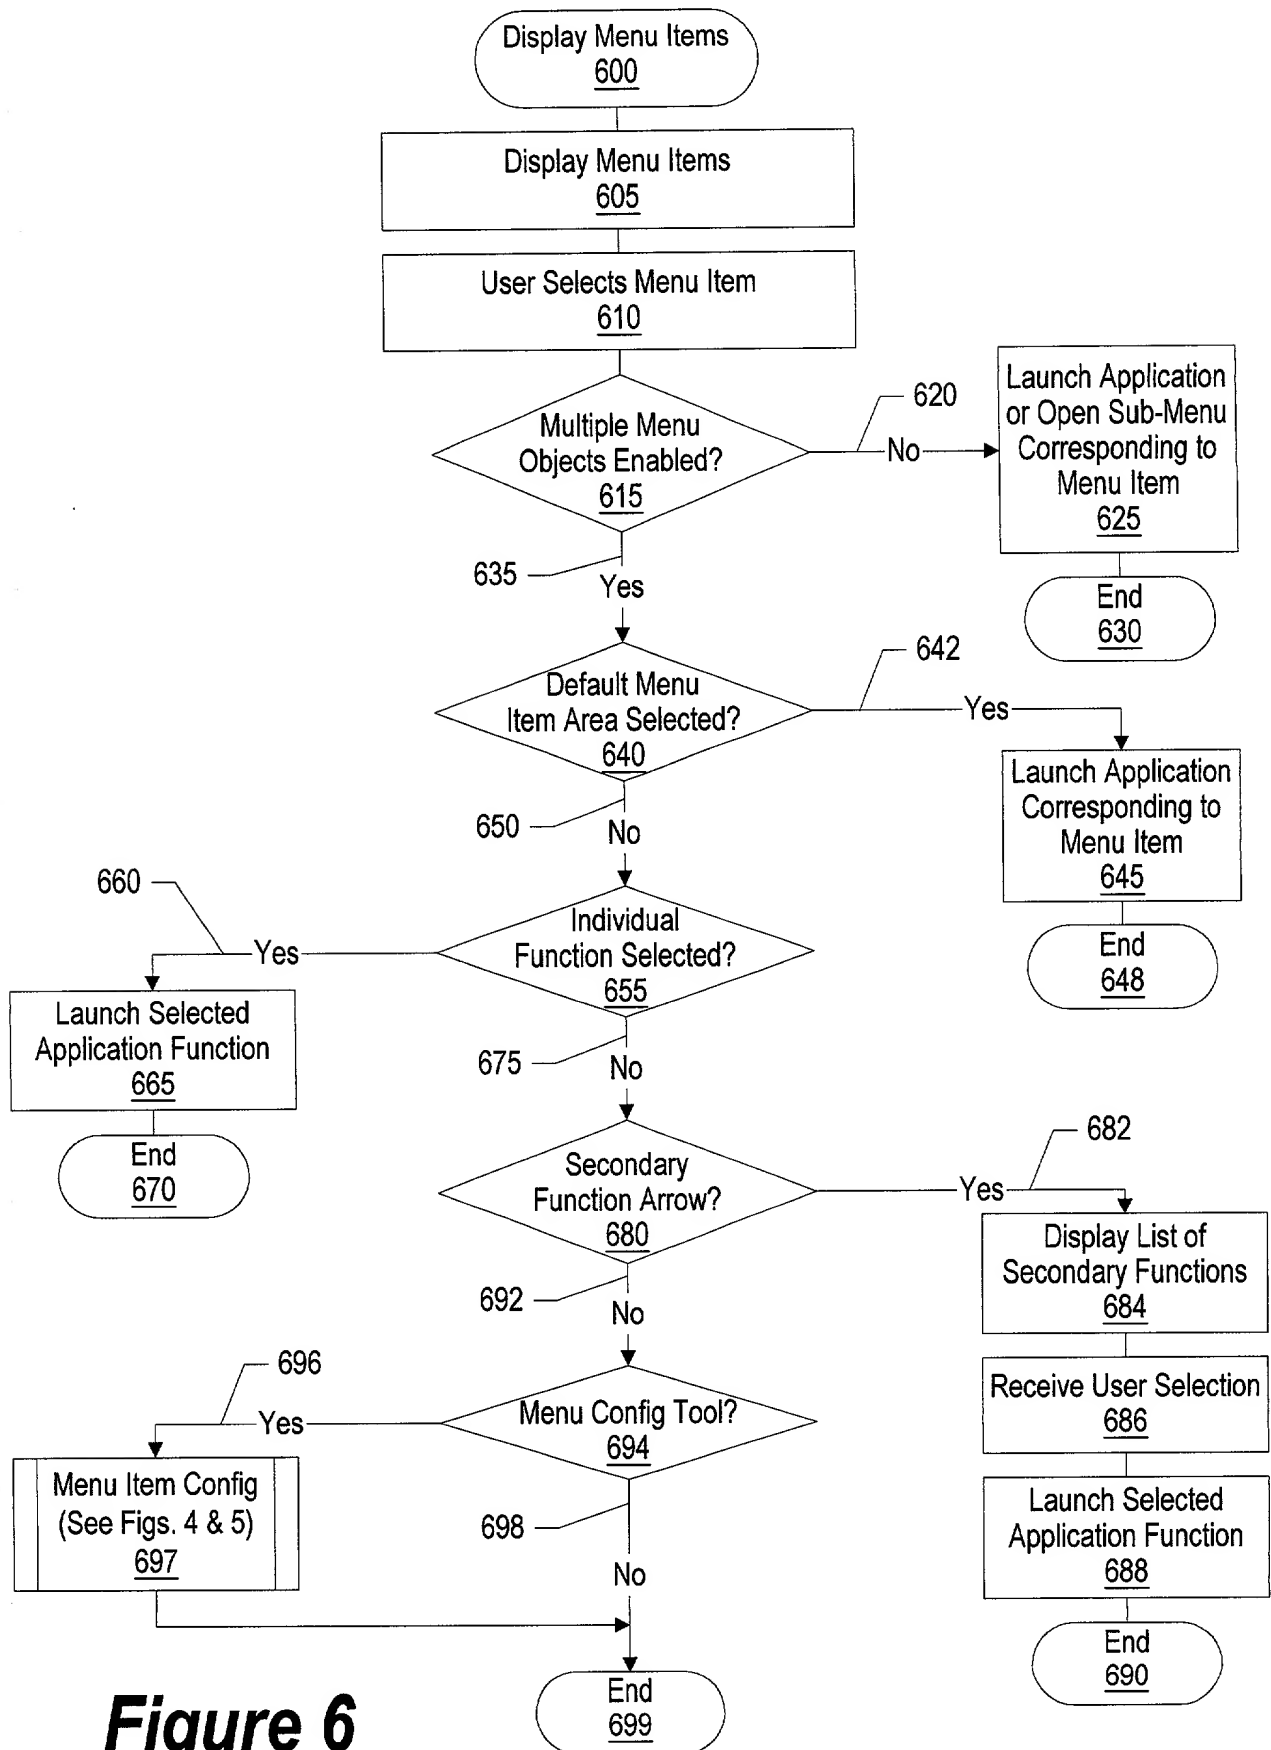 Display Menu Items
600
Display Menu Items
605
User Selects Menu Item
610
Multiple Menu
Objects Enabled?
615
620
No
Launch Application
or Open Sub-Menu
Corresponding to
Menu Item
625
End
630
635
Yes
Default Menu
Item Area Selected?
640
642
Yes
Launch Application
Corresponding to
Menu Item
645
End
648
650
No
Individual
Function Selected?
655
660
Yes
Launch Selected
Application Function
665
End
670
675
No
Secondary
Function Arrow?
680
682
Yes
Display List of
Secondary Functions
684
Receive User Selection
686
Launch Selected
Application Function
688
End
690
692
No
Menu Config Tool?
694
696
Yes
Menu Item Config
(See Figs. 4 & 5)
697
698
No
End
699
Figure 6